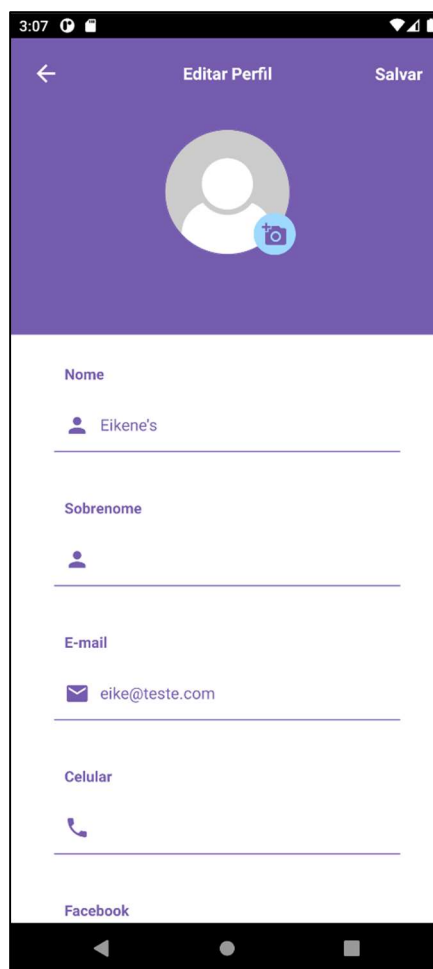 3:07
Editar Perfil
Salvar
Nome
Eikene's
Sobrenome
E-mail
eike@teste.com
Celular
Facebook